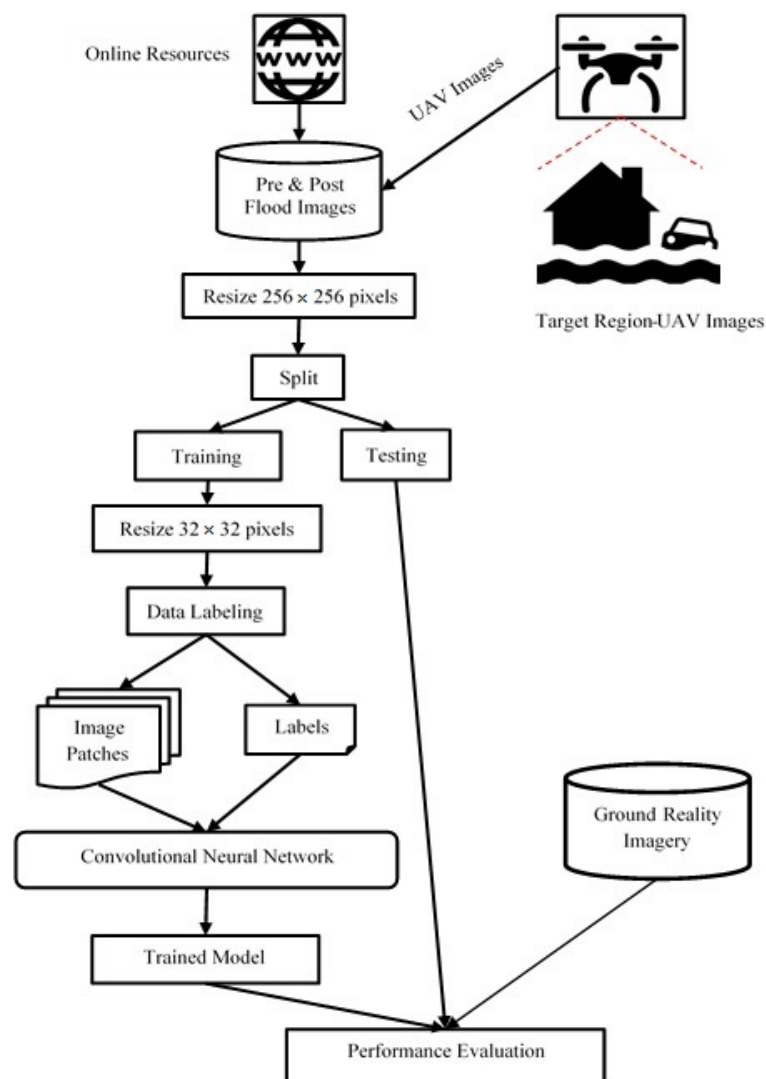 Online Resources
WWW
UAV Images
Pre & Post
Flood Images
Resize 256 × 256 pixels
Target Region-UAV Images
Split
Training
Testing
Resize 32 × 32 pixels
Data Labeling
Image
Patches
Labels
Ground Reality
Imagery
Convolutional Neural Network
Trained Model
Performance Evaluation